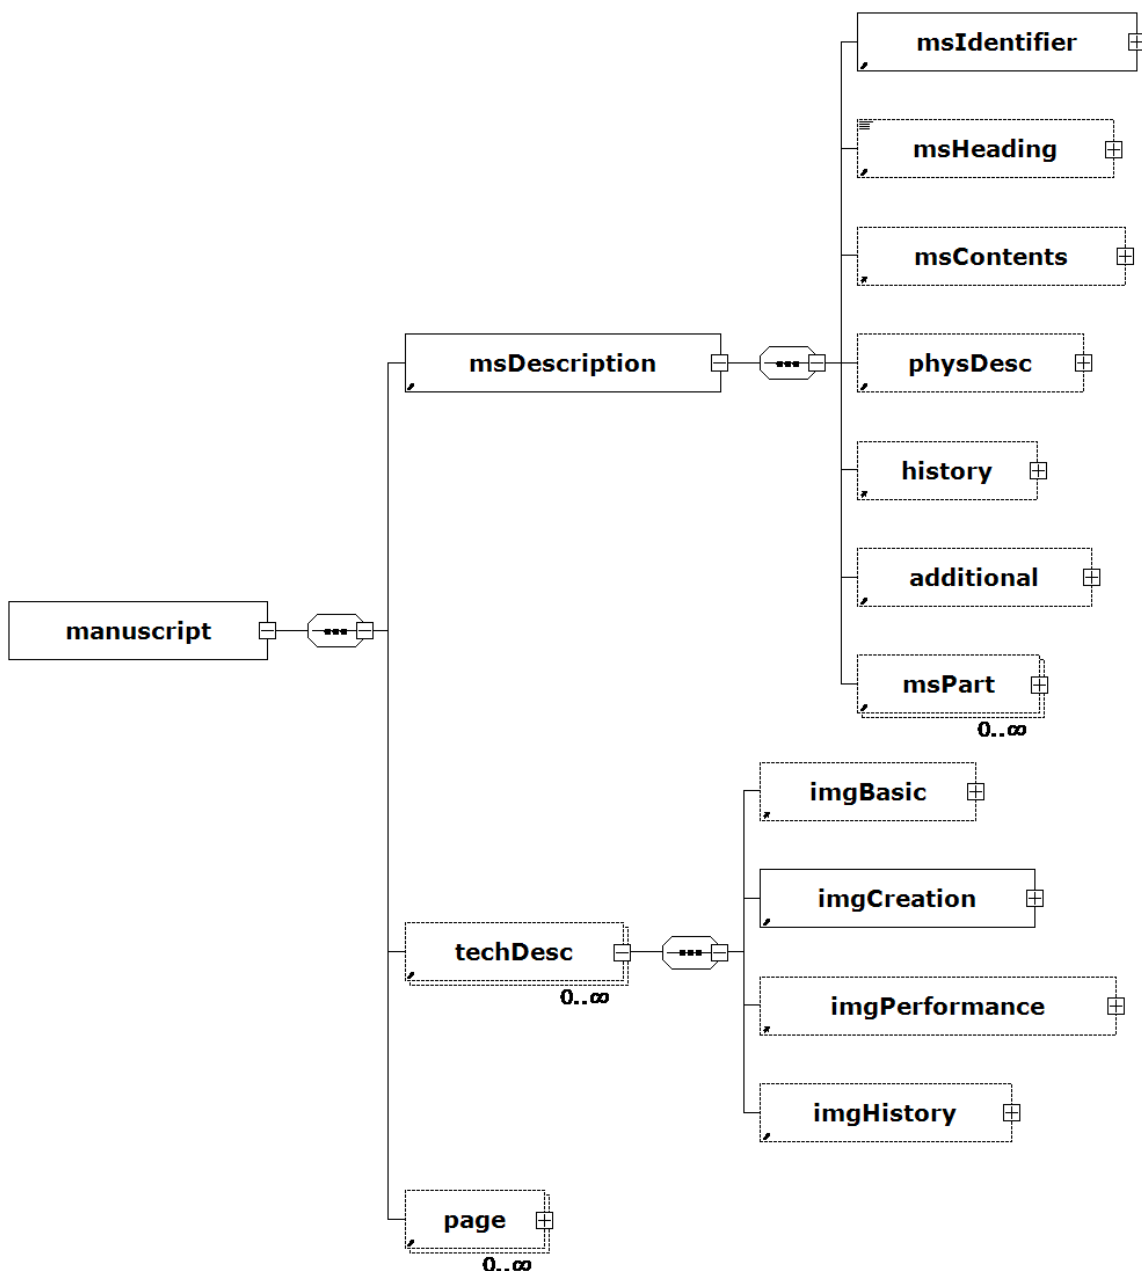 msIdentifier
msHeading
msContents
msDescription
physDesc
history
additional
manuscript
msPart
0..∞
imgBasic
imgCreation
techDesc
0..∞
imgPerformance
imgHistory
page
0..∞